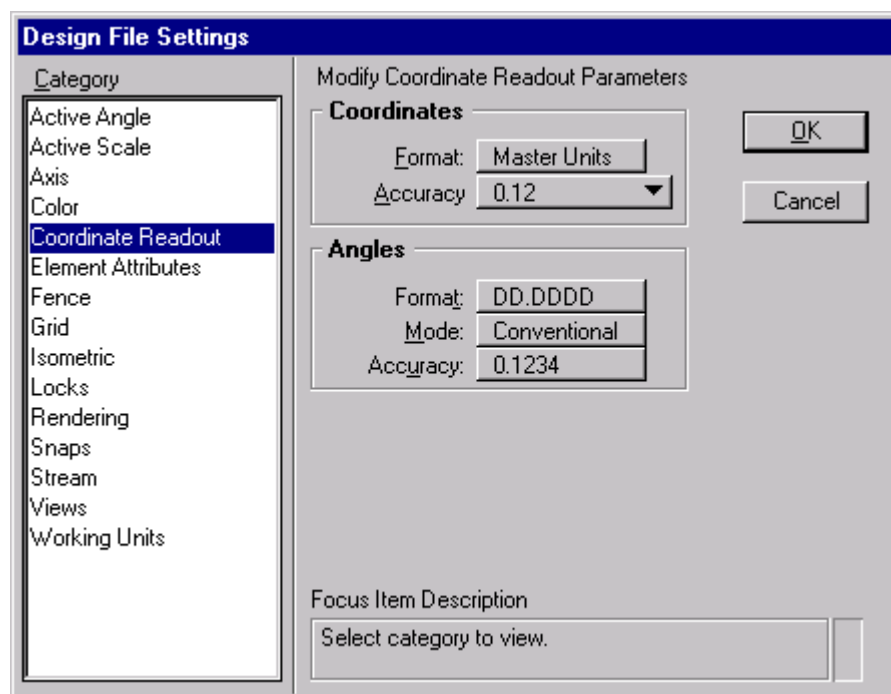 Design File Settings
Category
Active Angle
Active Scale
Axis
Color
Coordinate Readout
Element Attributes
Fence
Grid
Isometric
Locks
Rendering
Snaps
Stream
Views
Working Units
Modify Coordinate Readout Parameters
Coordinates
Format: Master Units
Accuracy 0.12
Angles
Format: DD.DDDD
Mode: Conventional
Accuracy: 0.1234
OK
Cancel
Focus Item Description
Select category to view.